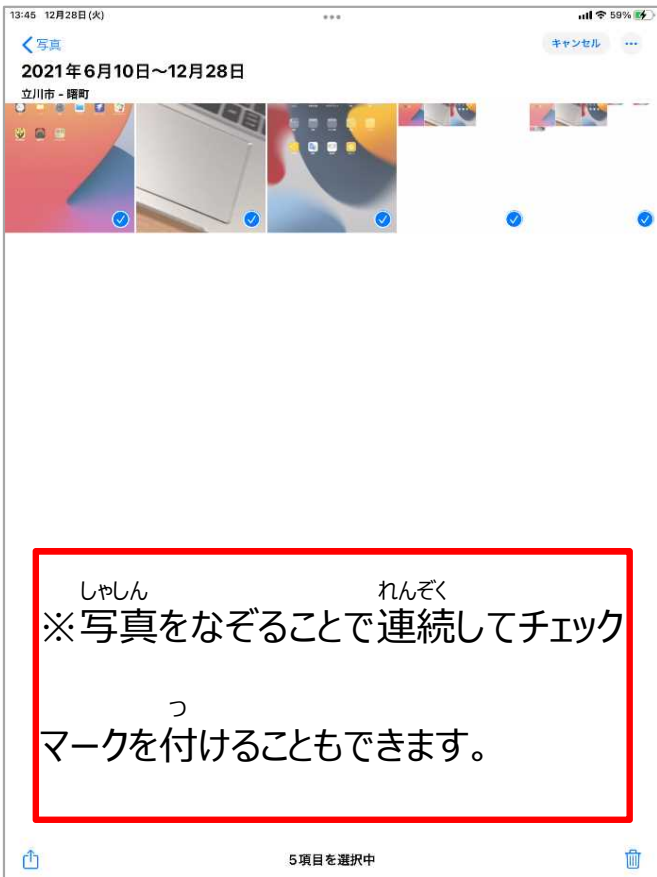 13:45 12月28日(火)
59%
写真
キャンセル
2021年6月10日~12月28日
立川市 - 曙町
しゃしん れんぞく
※写真をなぞることで連続してチェック
つ
マークを付けることもできます。
5項目を選択中